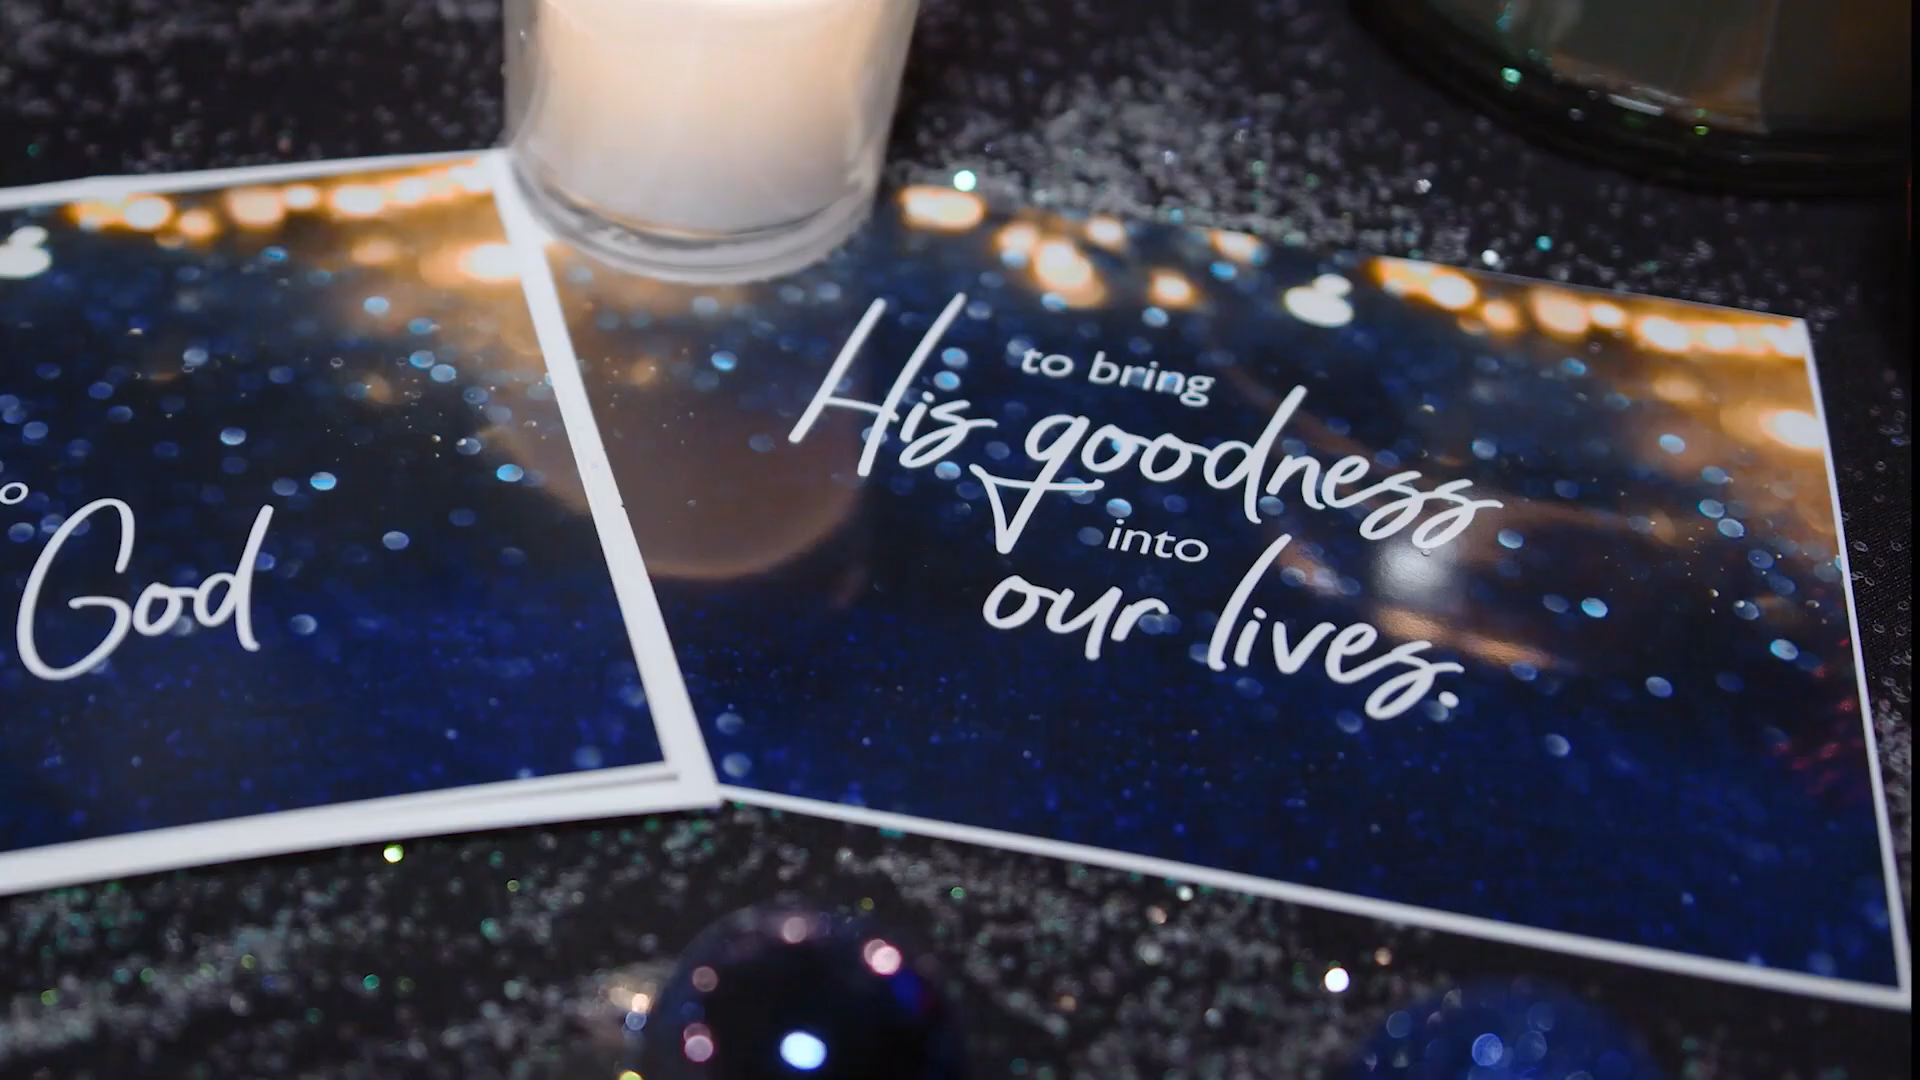 God
to bring
His goodness
into
our lives.